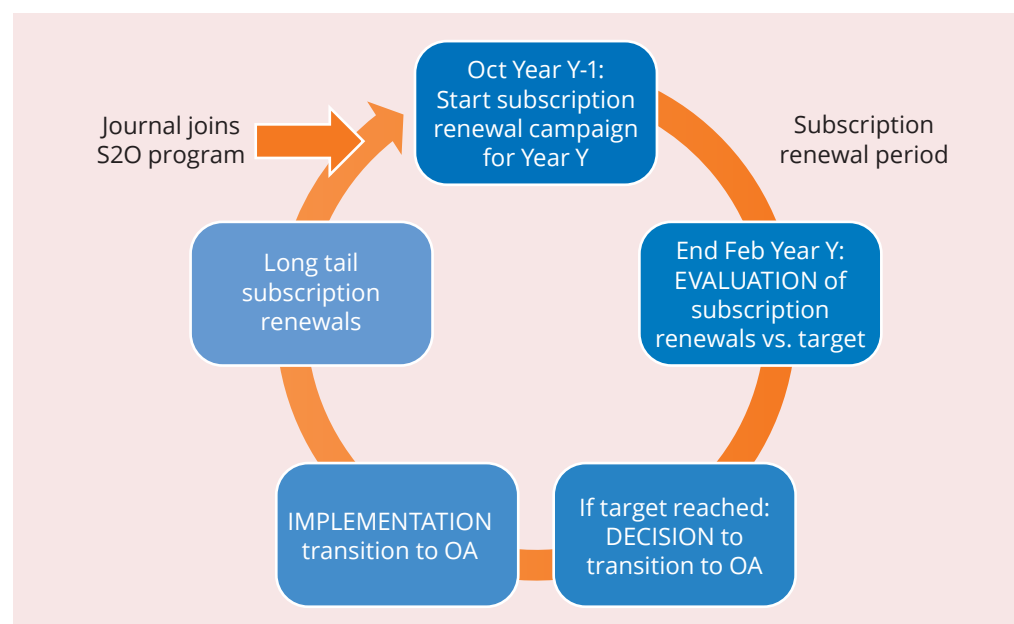 Oct Year Y-1:
Start subscription
renewal campaign
for Year Y
Journal joins
S2O program
Subscription
renewal period
Long tail
subscription
renewals
End Feb Year Y:
EVALUATION of
subscription
renewals vs. target
IMPLEMENTATION
transition to OA
If target reached:
DECISION to
transition to OA